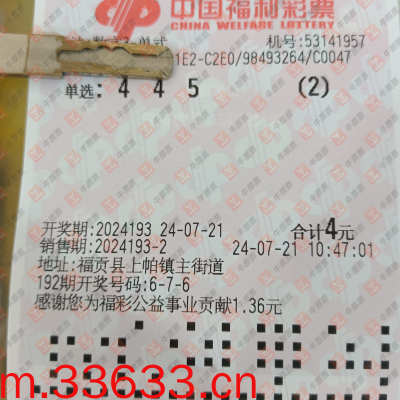 中国福利彩票
CHINA WELFARE LOTTERY
机号:53141957
1E2-C2E0/98493264/C0047
单选: 4 4 5 (2)
开奖期:2024193 24-07-21 合计4元
销售期:2024193-2 24-07-21 10:47:01
地址:福贡县上帕镇主街道
192期开奖号码:6-7-6
感谢您为福彩公益事业贡献1.36元
m.33633.cn